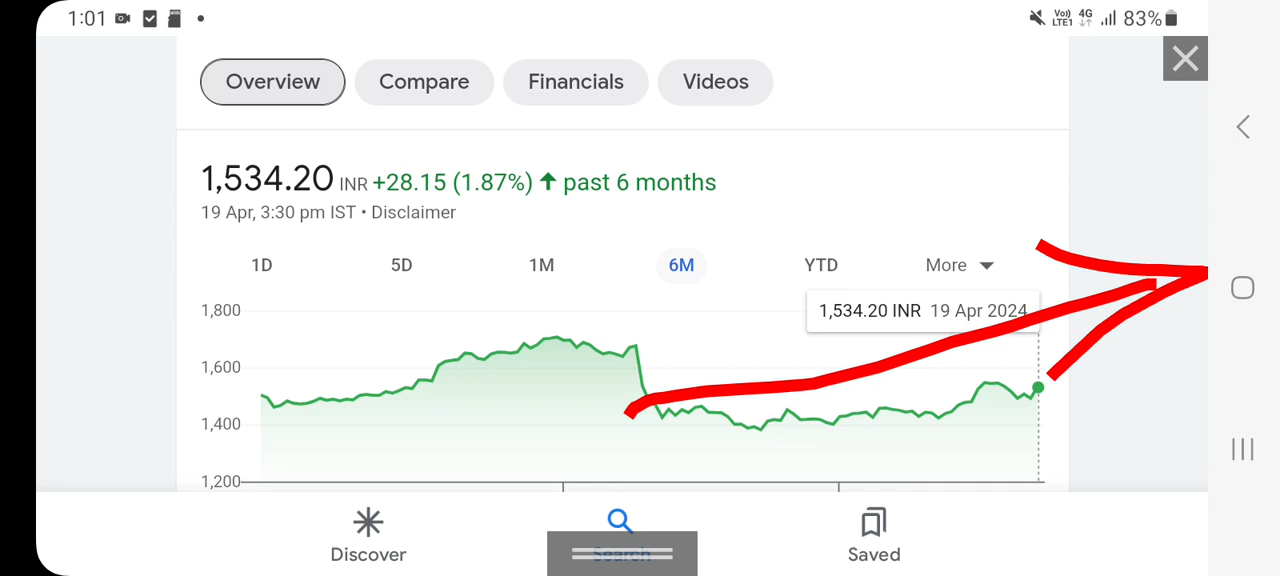 1:01 Vo)) 4G LTE1 83%
Overview Compare Financials Videos
1,534.20 INR +28.15 (1.87%) ↑ past 6 months
19 Apr, 3:30 pm IST • Disclaimer
1D 5D 1M 6M YTD More
1,800
1,534.20 INR 19 Apr 2024
1,600
1,400
1,200
Discover Search Saved